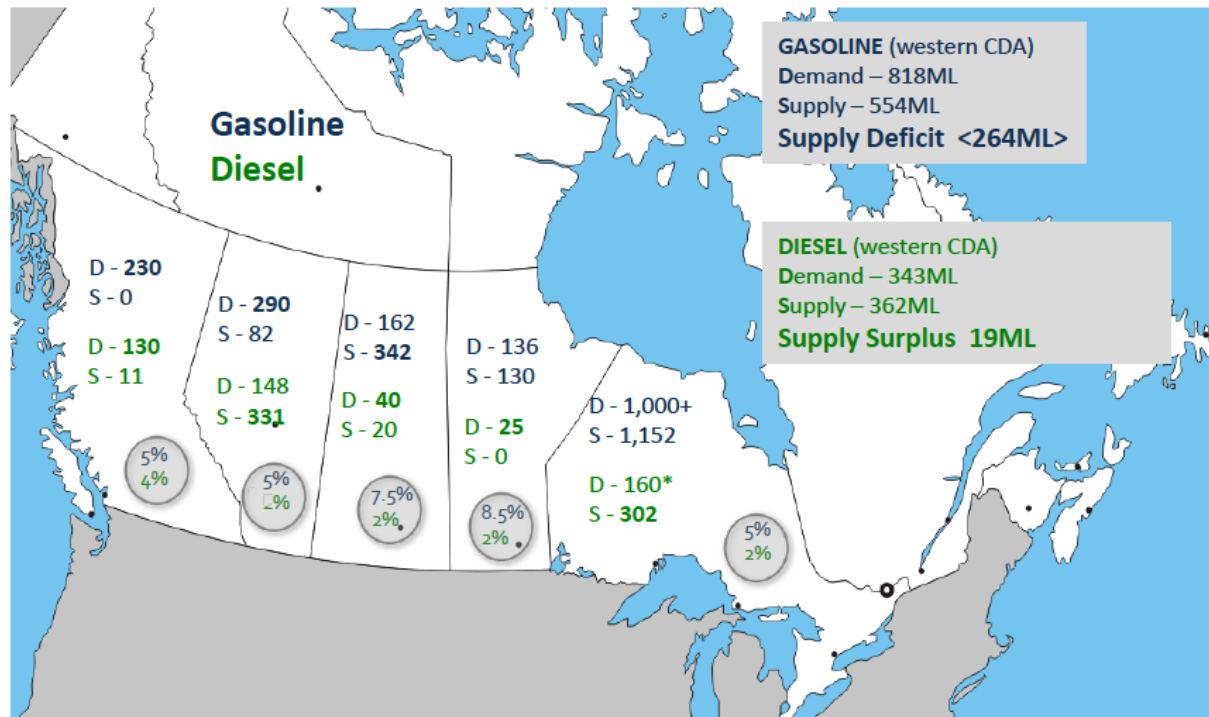 GASOLINE (western CDA)
Demand – 818ML
Supply – 554ML
Supply Deficit <264ML>
Gasoline
Diesel
DIESEL (western CDA)
Demand – 343ML
Supply – 362ML
Supply Surplus 19ML
D - 230
S - 0
D - 130
S - 11
5%
4%
D - 290
S - 82
D - 148
S - 331
5%
2%
D - 162
S - 342
D - 40
S - 20
7.5%
2%
D - 136
S - 130
D - 25
S - 0
8.5%
2%
D - 1,000+
S - 1,152
D - 160*
S - 302
5%
2%